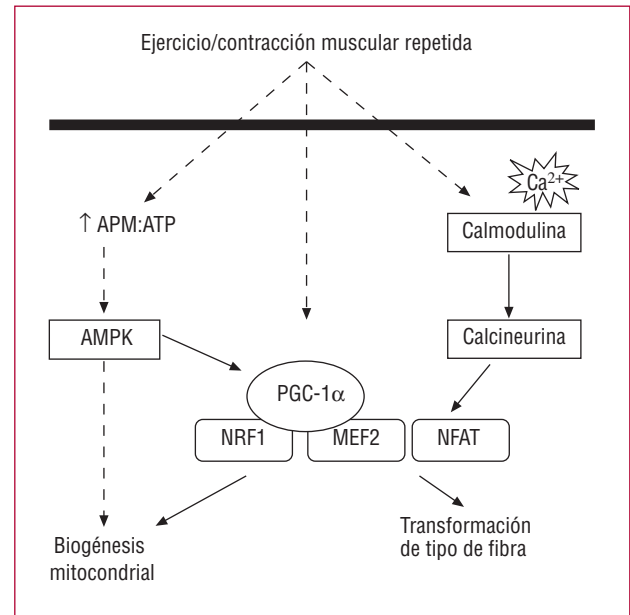 Ejercicio/contracción muscular repetida
Ca²⁺
↑ APM:ATP
Calmodulina
AMPK
Calcineurina
PGC-1α
NRF1
MEF2
NFAT
Biogénesis
mitocondrial
Transformación
de tipo de fibra